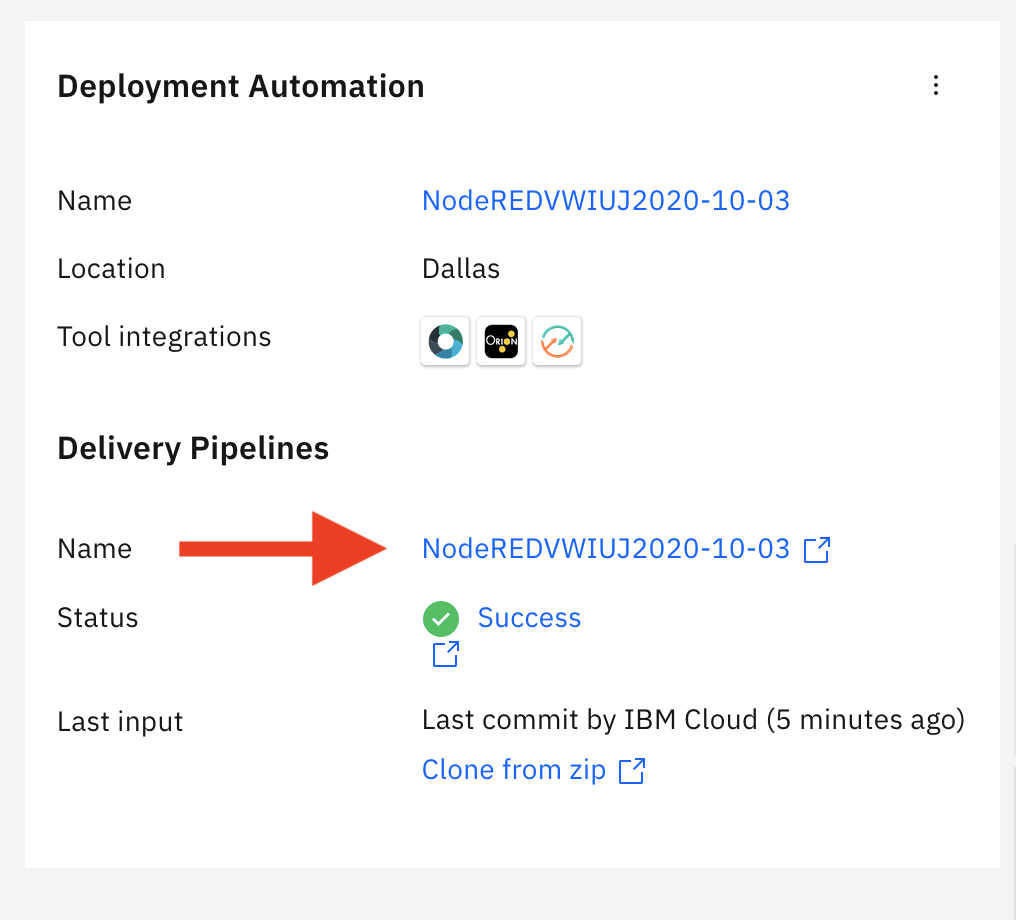 Deployment Automation
Name NodeREDVWIUJ2020-10-03
Location Dallas
Tool integrations ORION
Delivery Pipelines
Name NodeREDVWIUJ2020-10-03
Status Success
Last input Last commit by IBM Cloud (5 minutes ago)
Clone from zip